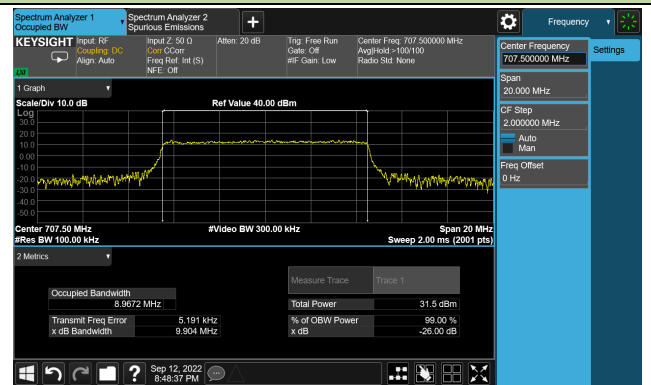 Spectrum Analyzer 1
Occupied BW
Spectrum Analyzer 2
Spurious Emissions
Frequency
KEYSIGHT
Input: RF
Coupling: DC
Align: Auto
Input Z: 50 Ω
Corr CCorr
Freq Ref: Int (S)
NFE: Off
Atten: 20 dB
Trig: Free Run
Gate: Off
#IF Gain: Low
Center Freq: 707.500000 MHz
Avg|Hold:>100/100
Radio Std: None
LXI
Center Frequency
707.500000 MHz
Settings
Span
20.000 MHz
CF Step
2.000000 MHz
Auto
Man
Freq Offset
0 Hz
1 Graph
Scale/Div 10.0 dB
Ref Value 40.00 dBm
Log
30.0
20.0
10.0
0.00
-10.0
-20.0
-30.0
-40.0
-50.0
Center 707.50 MHz
#Video BW 300.00 kHz
Span 20 MHz
#Res BW 100.00 kHz
Sweep 2.00 ms (2001 pts)
2 Metrics
Measure Trace
Trace 1
Occupied Bandwidth
8.9672 MHz
Total Power
31.5 dBm
Transmit Freq Error
5.191 kHz
% of OBW Power
99.00 %
x dB Bandwidth
9.904 MHz
x dB
-26.00 dB
Sep 12, 2022
8:48:37 PM